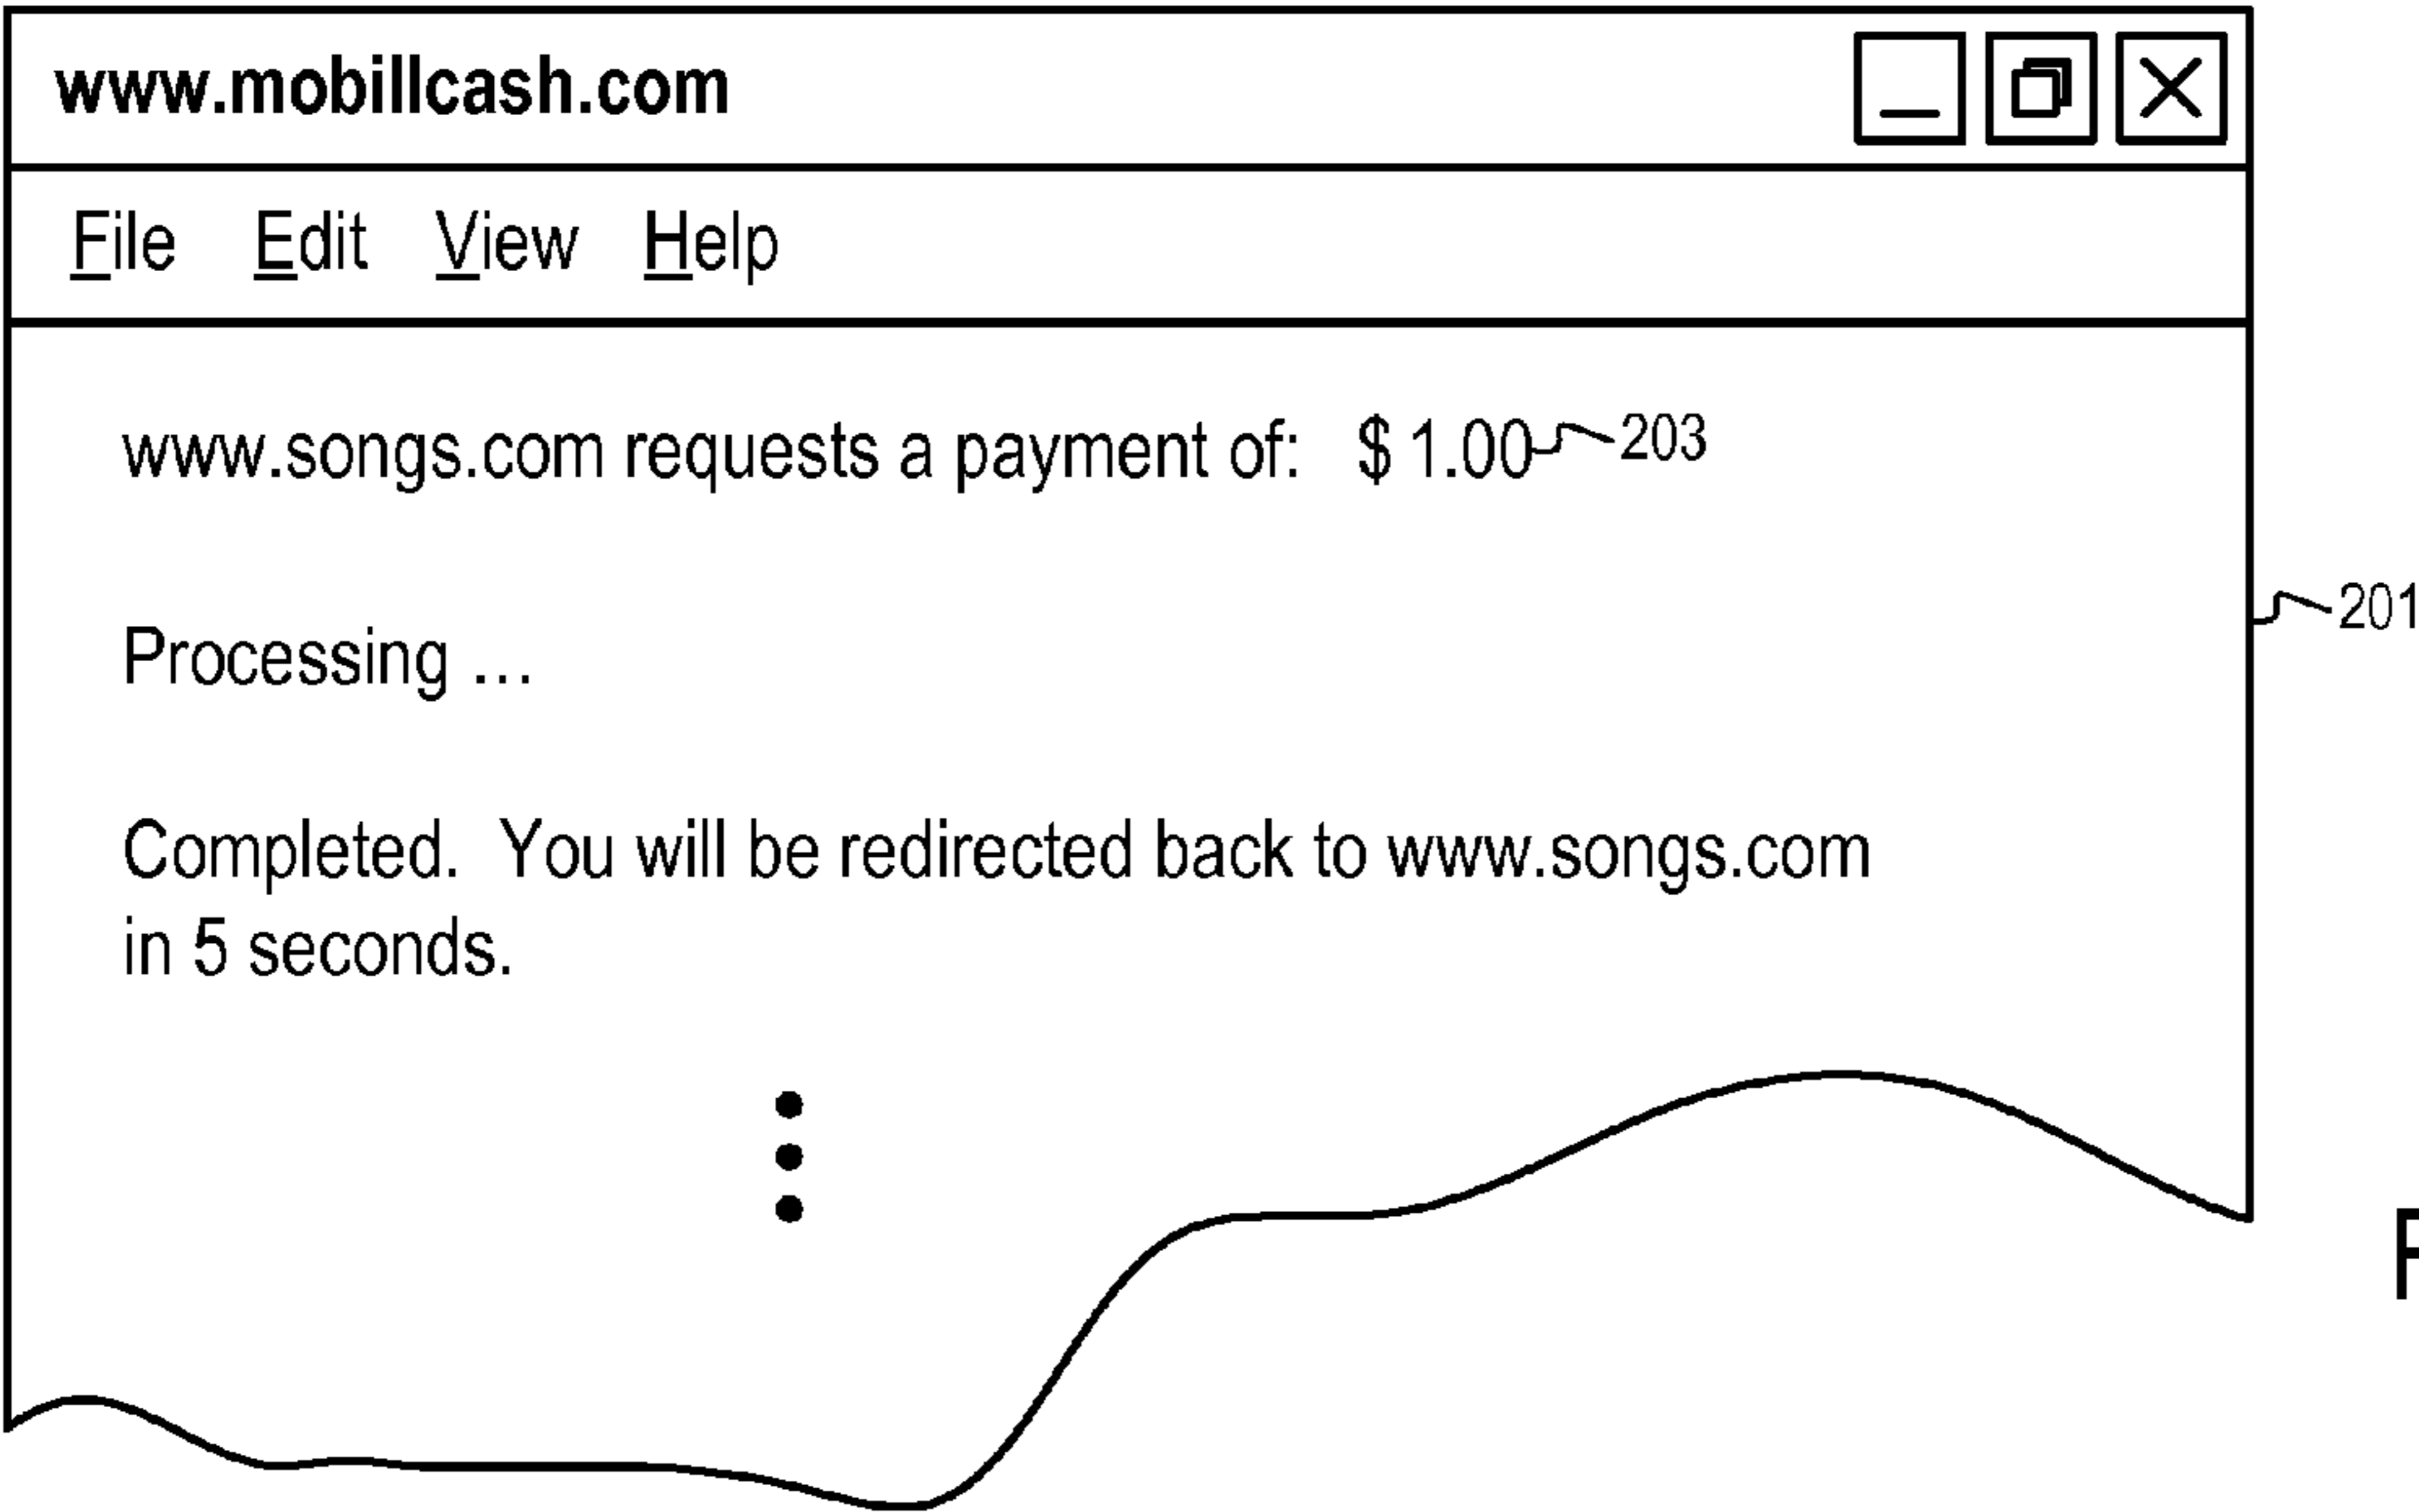 www.mobillcash.com
File Edit View Help
www.songs.com requests a payment of: $ 1.00 203
201
Processing ...
Completed. You will be redirected back to www.songs.com
in 5 seconds.